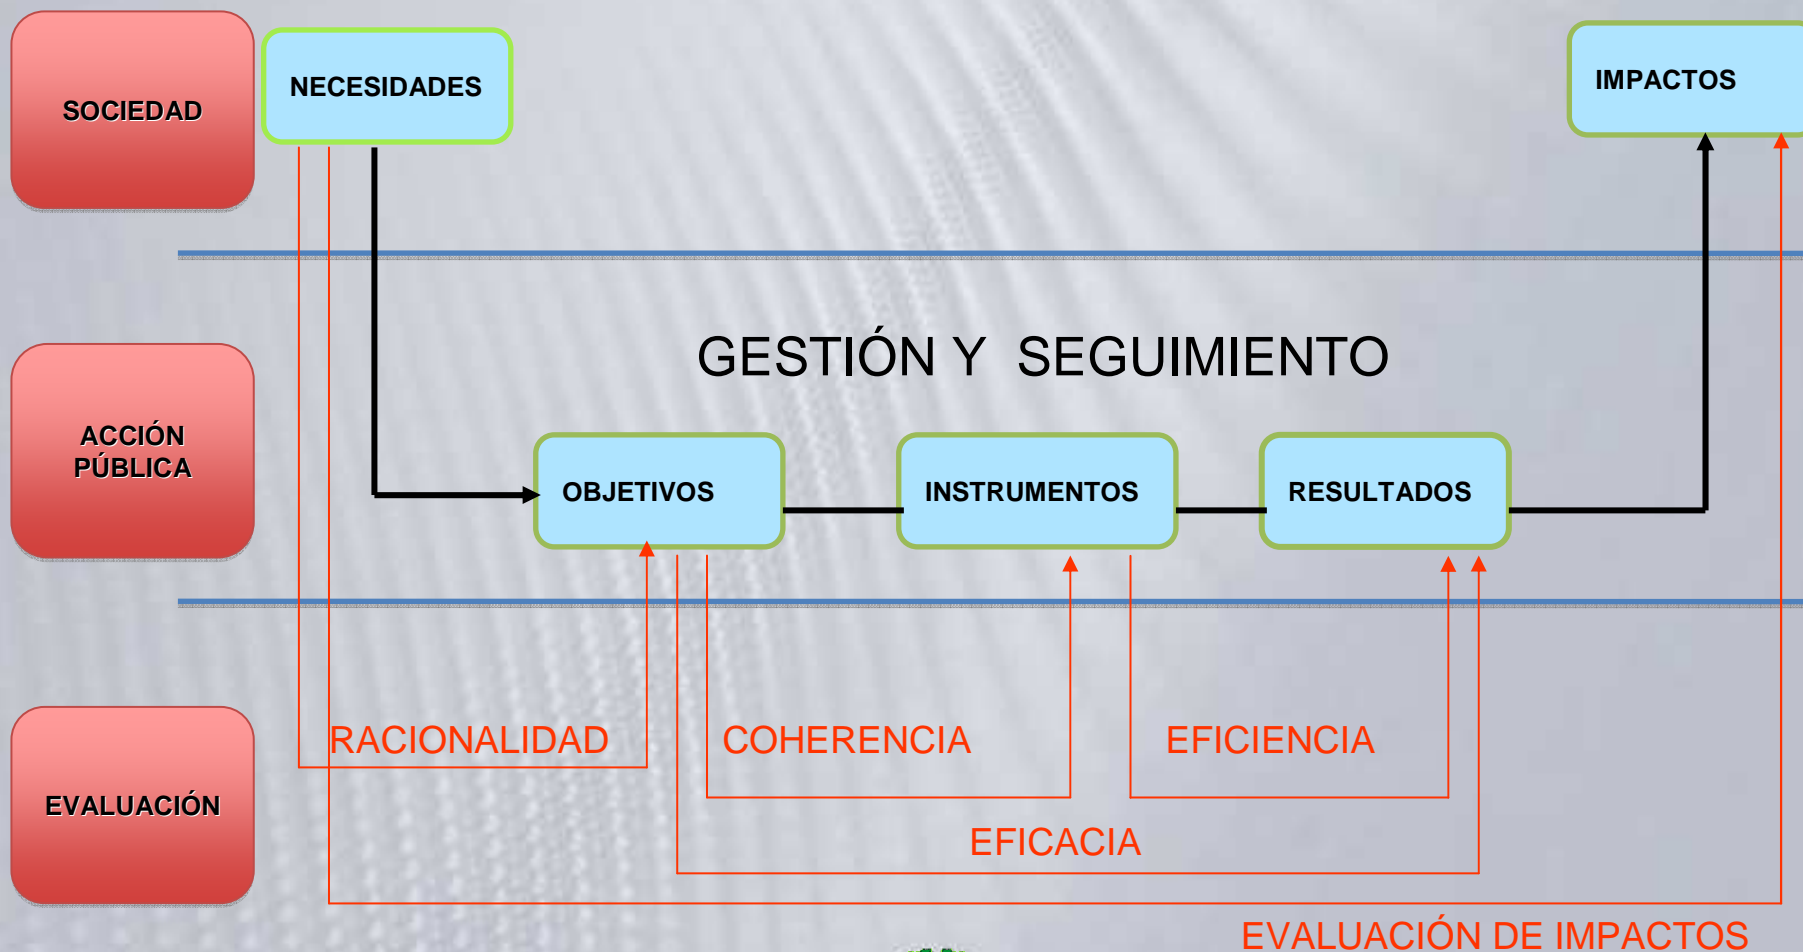 SOCIEDAD
NECESIDADES
IMPACTOS
GESTIÓN Y SEGUIMIENTO
ACCIÓN
PÚBLICA
OBJETIVOS
INSTRUMENTOS
RESULTADOS
RACIONALIDAD
COHERENCIA
EFICIENCIA
EVALUACIÓN
EFICACIA
EVALUACIÓN DE IMPACTOS